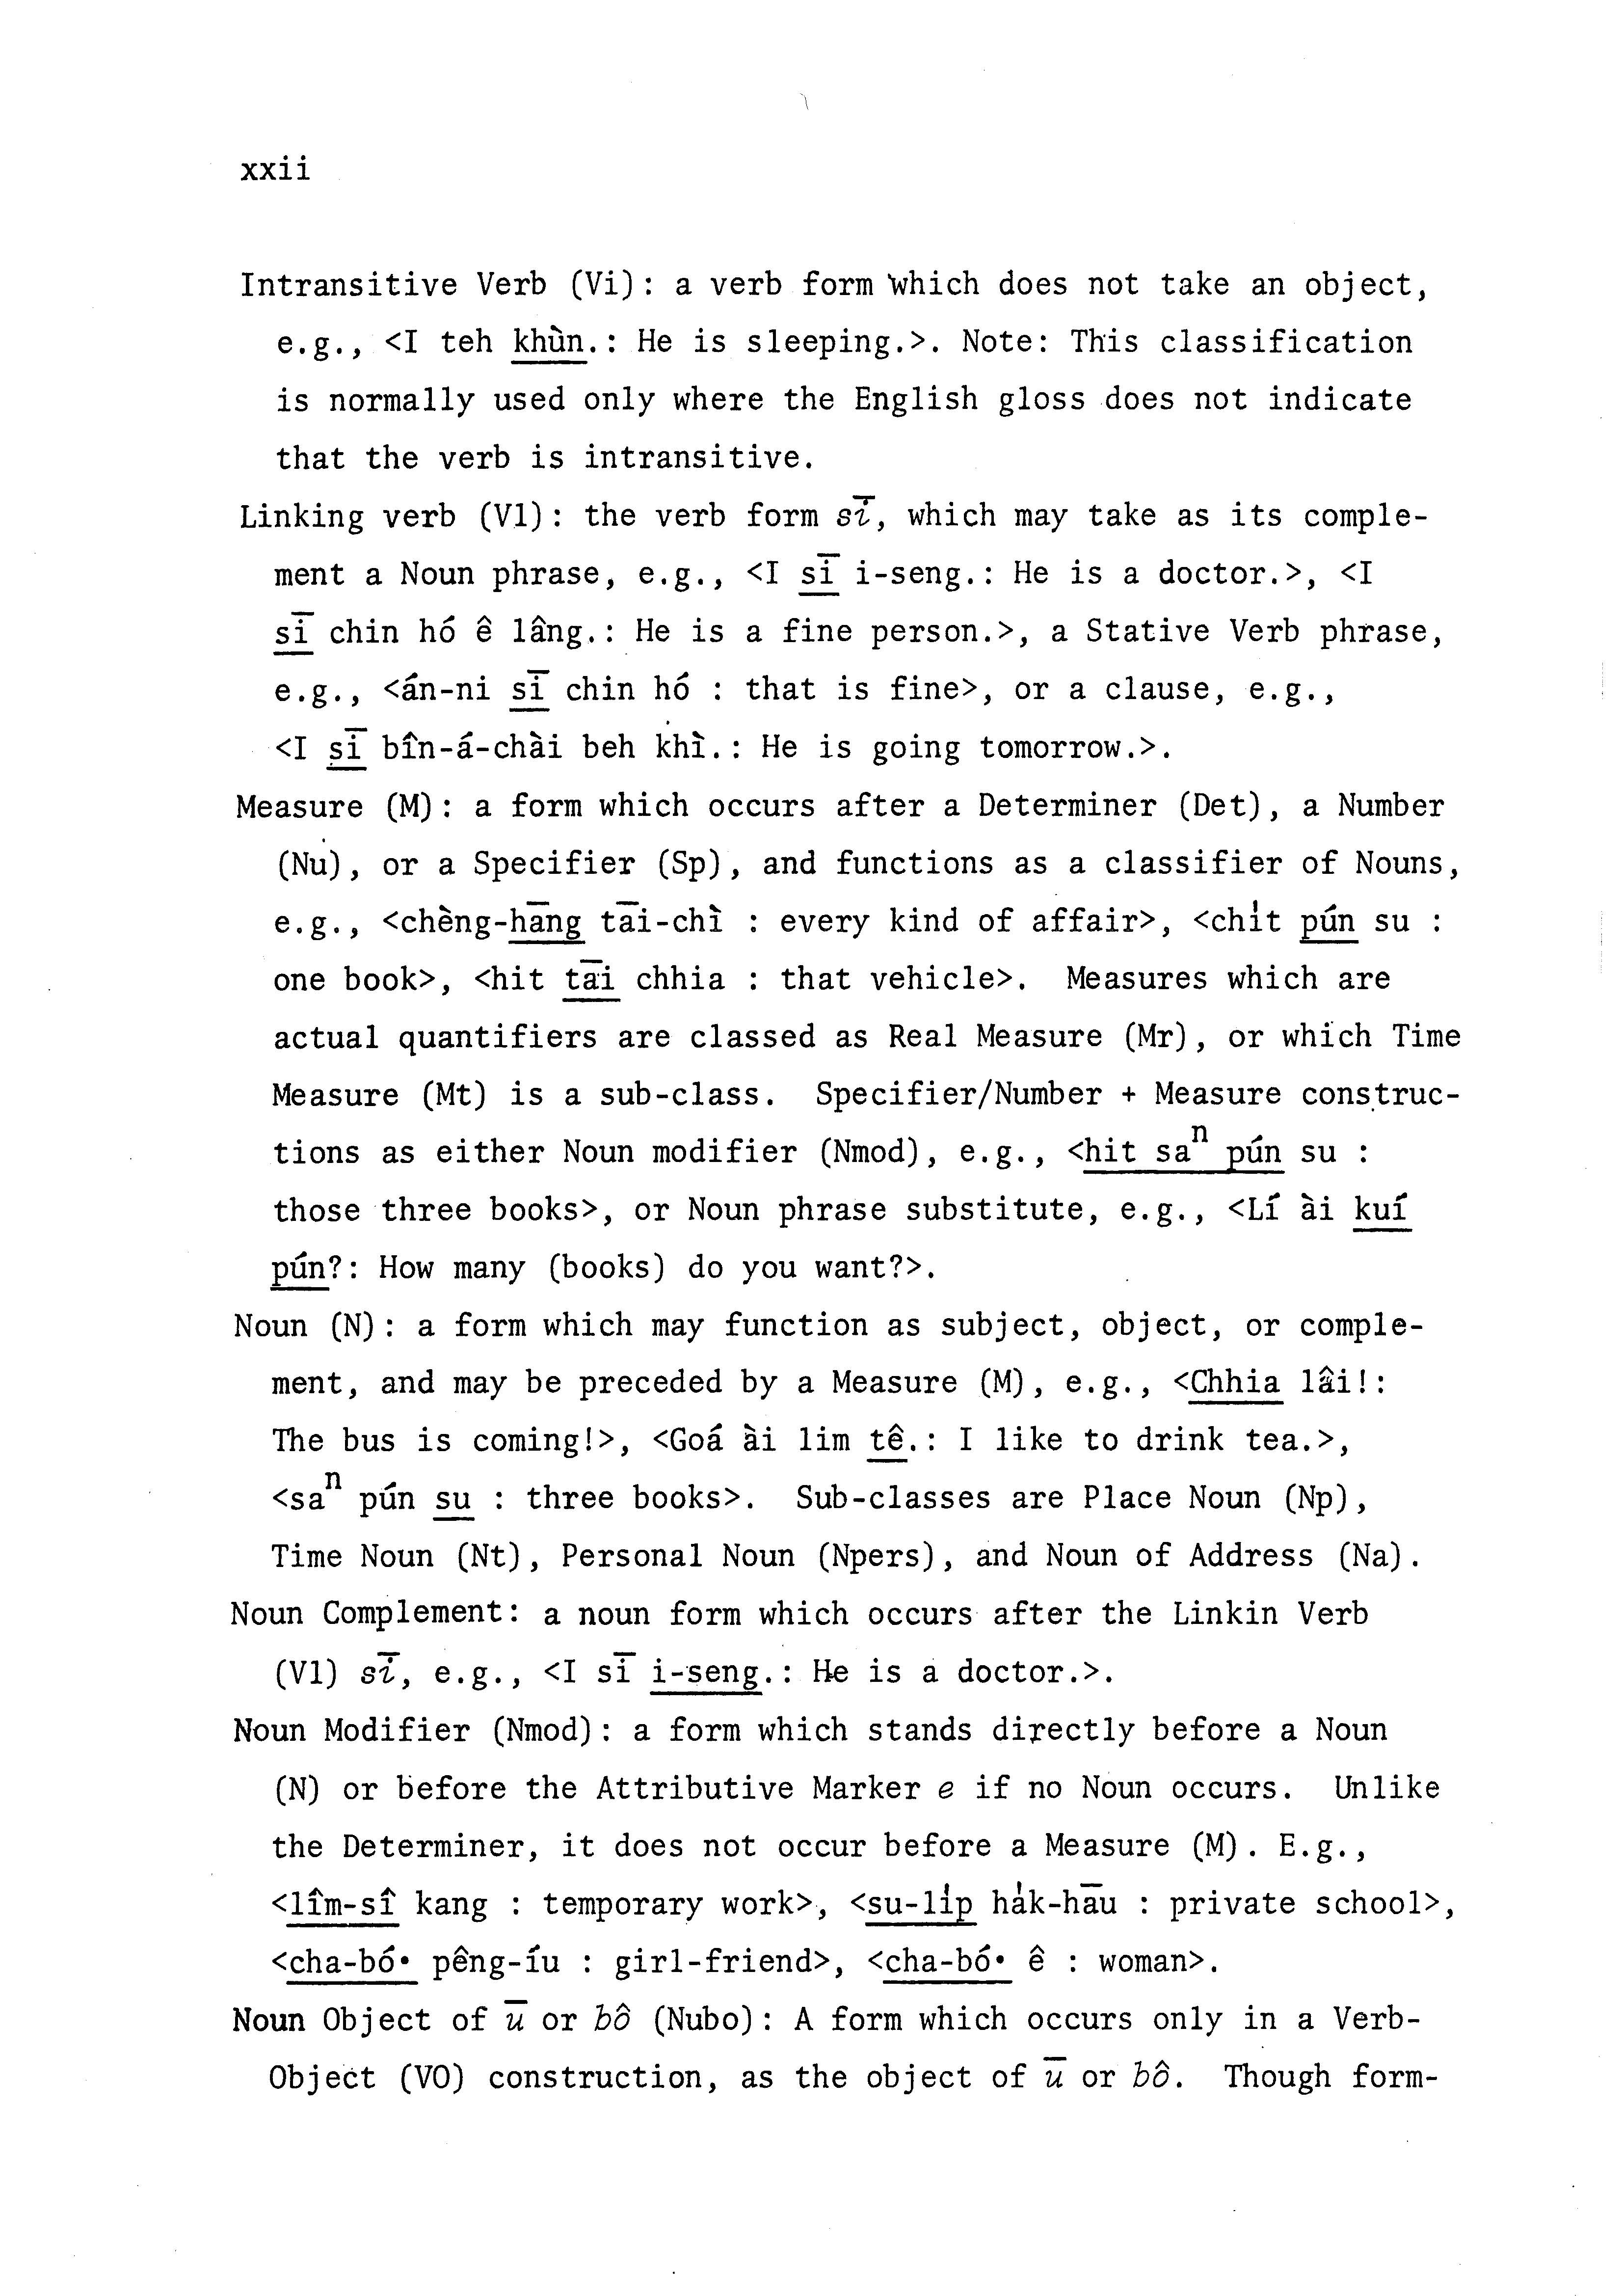 xxii
Intransitive Verb (Vi): a verb form which does not take an object,
e.g., <I teh khùn.: He is sleeping.>. Note: This classification
is normally used only where the English gloss does not indicate
that the verb is intransitive.
Linking verb (Vl): the verb form sī, which may take as its comple-
ment a Noun phrase, e.g., <I sī i-seng.: He is a doctor.>, <I
sī chin hó ê lâng.: He is a fine person.>, a Stative Verb phrase,
e.g., <án-ni sī chin hó : that is fine>, or a clause, e.g.,
<I sī bîn-á-chài beh khì.: He is going tomorrow.>.
Measure (M): a form which occurs after a Determiner (Det), a Number
(Nu), or a Specifier (Sp), and functions as a classifier of Nouns,
e.g., <chèng-hāng tāi-chì : every kind of affair>, <chi̍t pún su :
one book>, <hit tāi chhia : that vehicle>. Measures which are
actual quantifiers are classed as Real Measure (Mr), or which Time
Measure (Mt) is a sub-class. Specifier/Number + Measure construc-
tions as either Noun modifier (Nmod), e.g., <hit saⁿ pún su :
those three books>, or Noun phrase substitute, e.g., <Lí ài kuí
pún?: How many (books) do you want?>.
Noun (N): a form which may function as subject, object, or comple-
ment, and may be preceded by a Measure (M), e.g., <Chhia lâi!:
The bus is coming!>, <Goá ài lim tê.: I like to drink tea.>,
<saⁿ pún su : three books>. Sub-classes are Place Noun (Np),
Time Noun (Nt), Personal Noun (Npers), and Noun of Address (Na).
Noun Complement: a noun form which occurs after the Linkin Verb
(Vl) sī, e.g., <I sī i-seng.: He is a doctor.>.
Noun Modifier (Nmod): a form which stands directly before a Noun
(N) or before the Attributive Marker e if no Noun occurs. Unlike
the Determiner, it does not occur before a Measure (M). E.g.,
<lîm-sî kang : temporary work>, <su-li̍p ha̍k-hāu : private school>,
<cha-bó͘ pêng-íu : girl-friend>, <cha-bó͘ ê : woman>.
Noun Object of ū or bô (Nubo): A form which occurs only in a Verb-
Object (VO) construction, as the object of ū or bô. Though form-